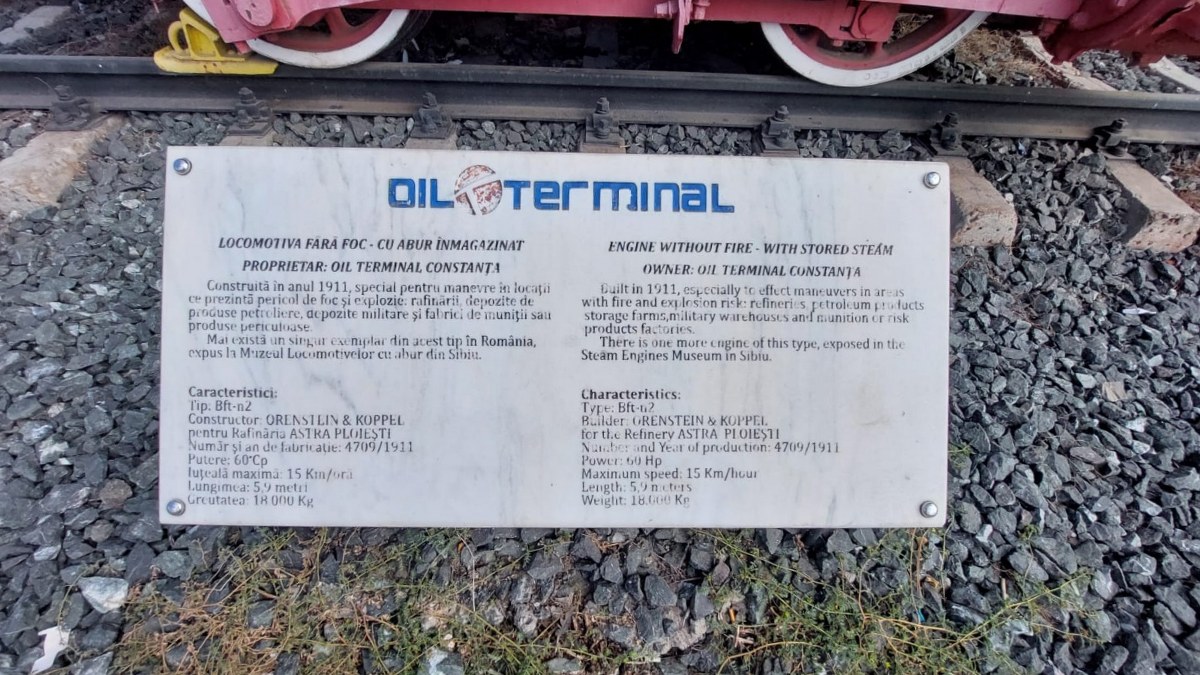 OIL TERMINAL
LOCOMOTIVA FĂRĂ FOC - CU ABUR ÎNMAGAZINAT
PROPRIETAR: OIL TERMINAL CONSTANȚA
Construită în anul 1911, special pentru manevre în locații
ce prezintă pericol de foc și explozie: rafinării, depozite de
produse petroliere, depozite militare și fabrici de muniții sau
produse periculoase.
Mai există un singur exemplar din acest tip în România,
expus la Muzeul Locomotivelor cu abur din Sibiu.
Caracteristici:
Tip: Bft-n2
Constructor: ORENSTEIN & KOPPEL
pentru Rafinăria ASTRA PLOIEȘTI
Număr și an de fabricație: 4709/1911
Putere: 60 Cp
Iuțeală maximă: 15 Km/oră
Lungimea: 5,9 metri
Greutatea: 18.000 Kg
ENGINE WITHOUT FIRE - WITH STORED STEAM
OWNER: OIL TERMINAL CONSTANȚA
Built in 1911, especially to effect maneuvers in areas
with fire and explosion risk: refineries, petroleum products
storage farms,military warehouses and munition or risk
products factories.
There is one more engine of this type, exposed in the
Steam Engines Museum in Sibiu.
Characteristics:
Type: Bft-n2
Builder: ORENSTEIN & KOPPEL
for the Refinery ASTRA PLOIEȘTI
Number and Year of production: 4709/1911
Power: 60 Hp
Maximum speed: 15 Km/hour
Length: 5,9 meters
Weight: 18.000 Kg